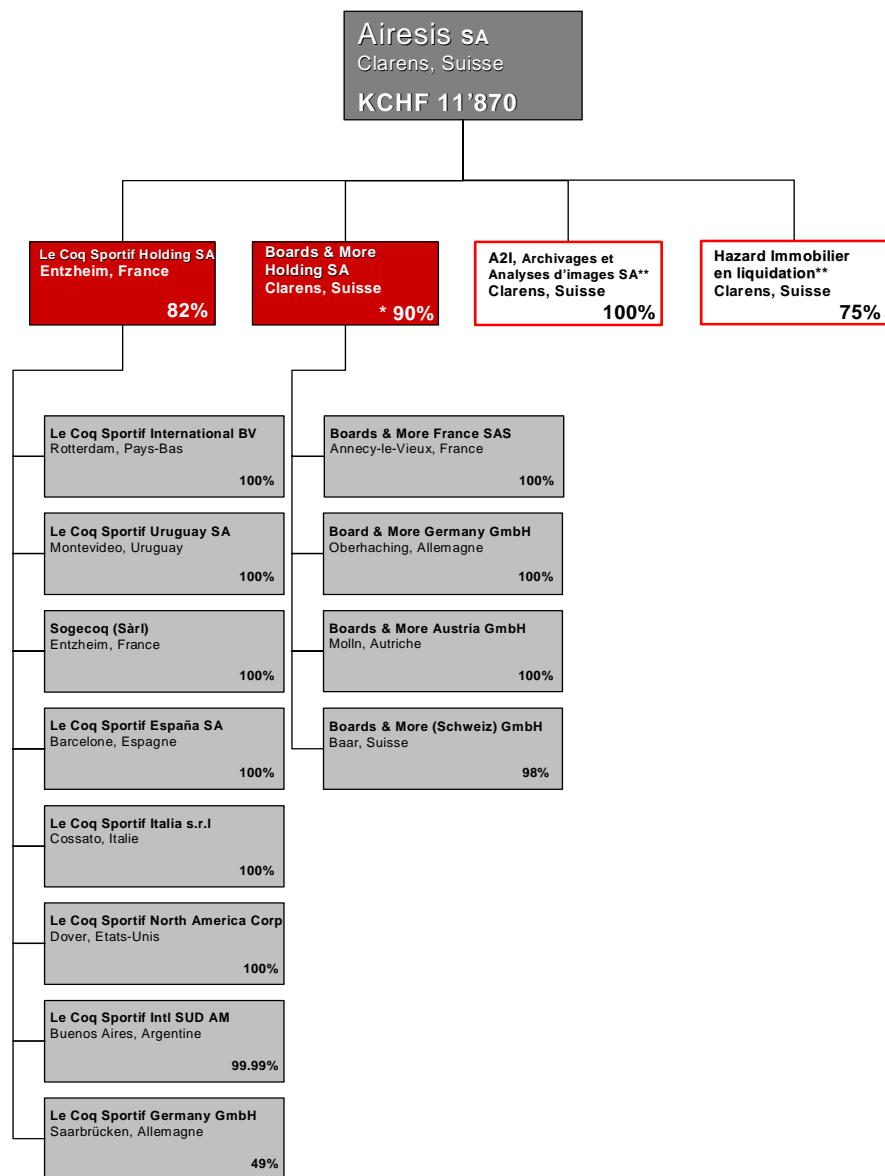 Airesis SA
Clarens, Suisse
KCHF 11’870
Le Coq Sportif Holding SA
Entzheim, France
82%
Boards & More
Holding SA
Clarens, Suisse
* 90%
A2I, Archivages et
Analyses d’images SA**
Clarens, Suisse
100%
Hazard Immobilier
en liquidation**
Clarens, Suisse
75%
Le Coq Sportif International BV
Rotterdam, Pays-Bas
100%
Le Coq Sportif Uruguay SA
Montevideo, Uruguay
100%
Sogecoq (Sàrl)
Entzheim, France
100%
Le Coq Sportif España SA
Barcelone, Espagne
100%
Le Coq Sportif Italia s.r.l
Cossato, Italie
100%
Le Coq Sportif North America Corp
Dover, Etats-Unis
100%
Le Coq Sportif Intl SUD AM
Buenos Aires, Argentine
99.99%
Le Coq Sportif Germany GmbH
Saarbrücken, Allemagne
49%
Boards & More France SAS
Annecy-le-Vieux, France
100%
Board & More Germany GmbH
Oberhaching, Allemagne
100%
Boards & More Austria GmbH
Molln, Autriche
100%
Boards & More (Schweiz) GmbH
Baar, Suisse
98%